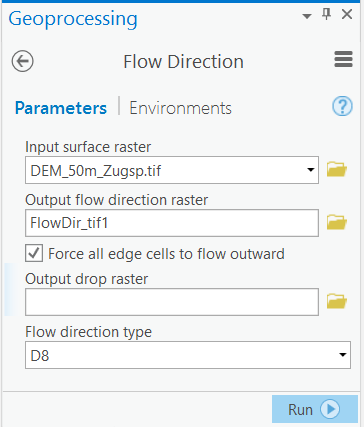 Geoprocessing
Flow Direction
Parameters | Environments
Input surface raster
DEM_50m_Zugsp.tif
Output flow direction raster
FlowDir_tif1
Force all edge cells to flow outward
Output drop raster
Flow direction type
D8
Run